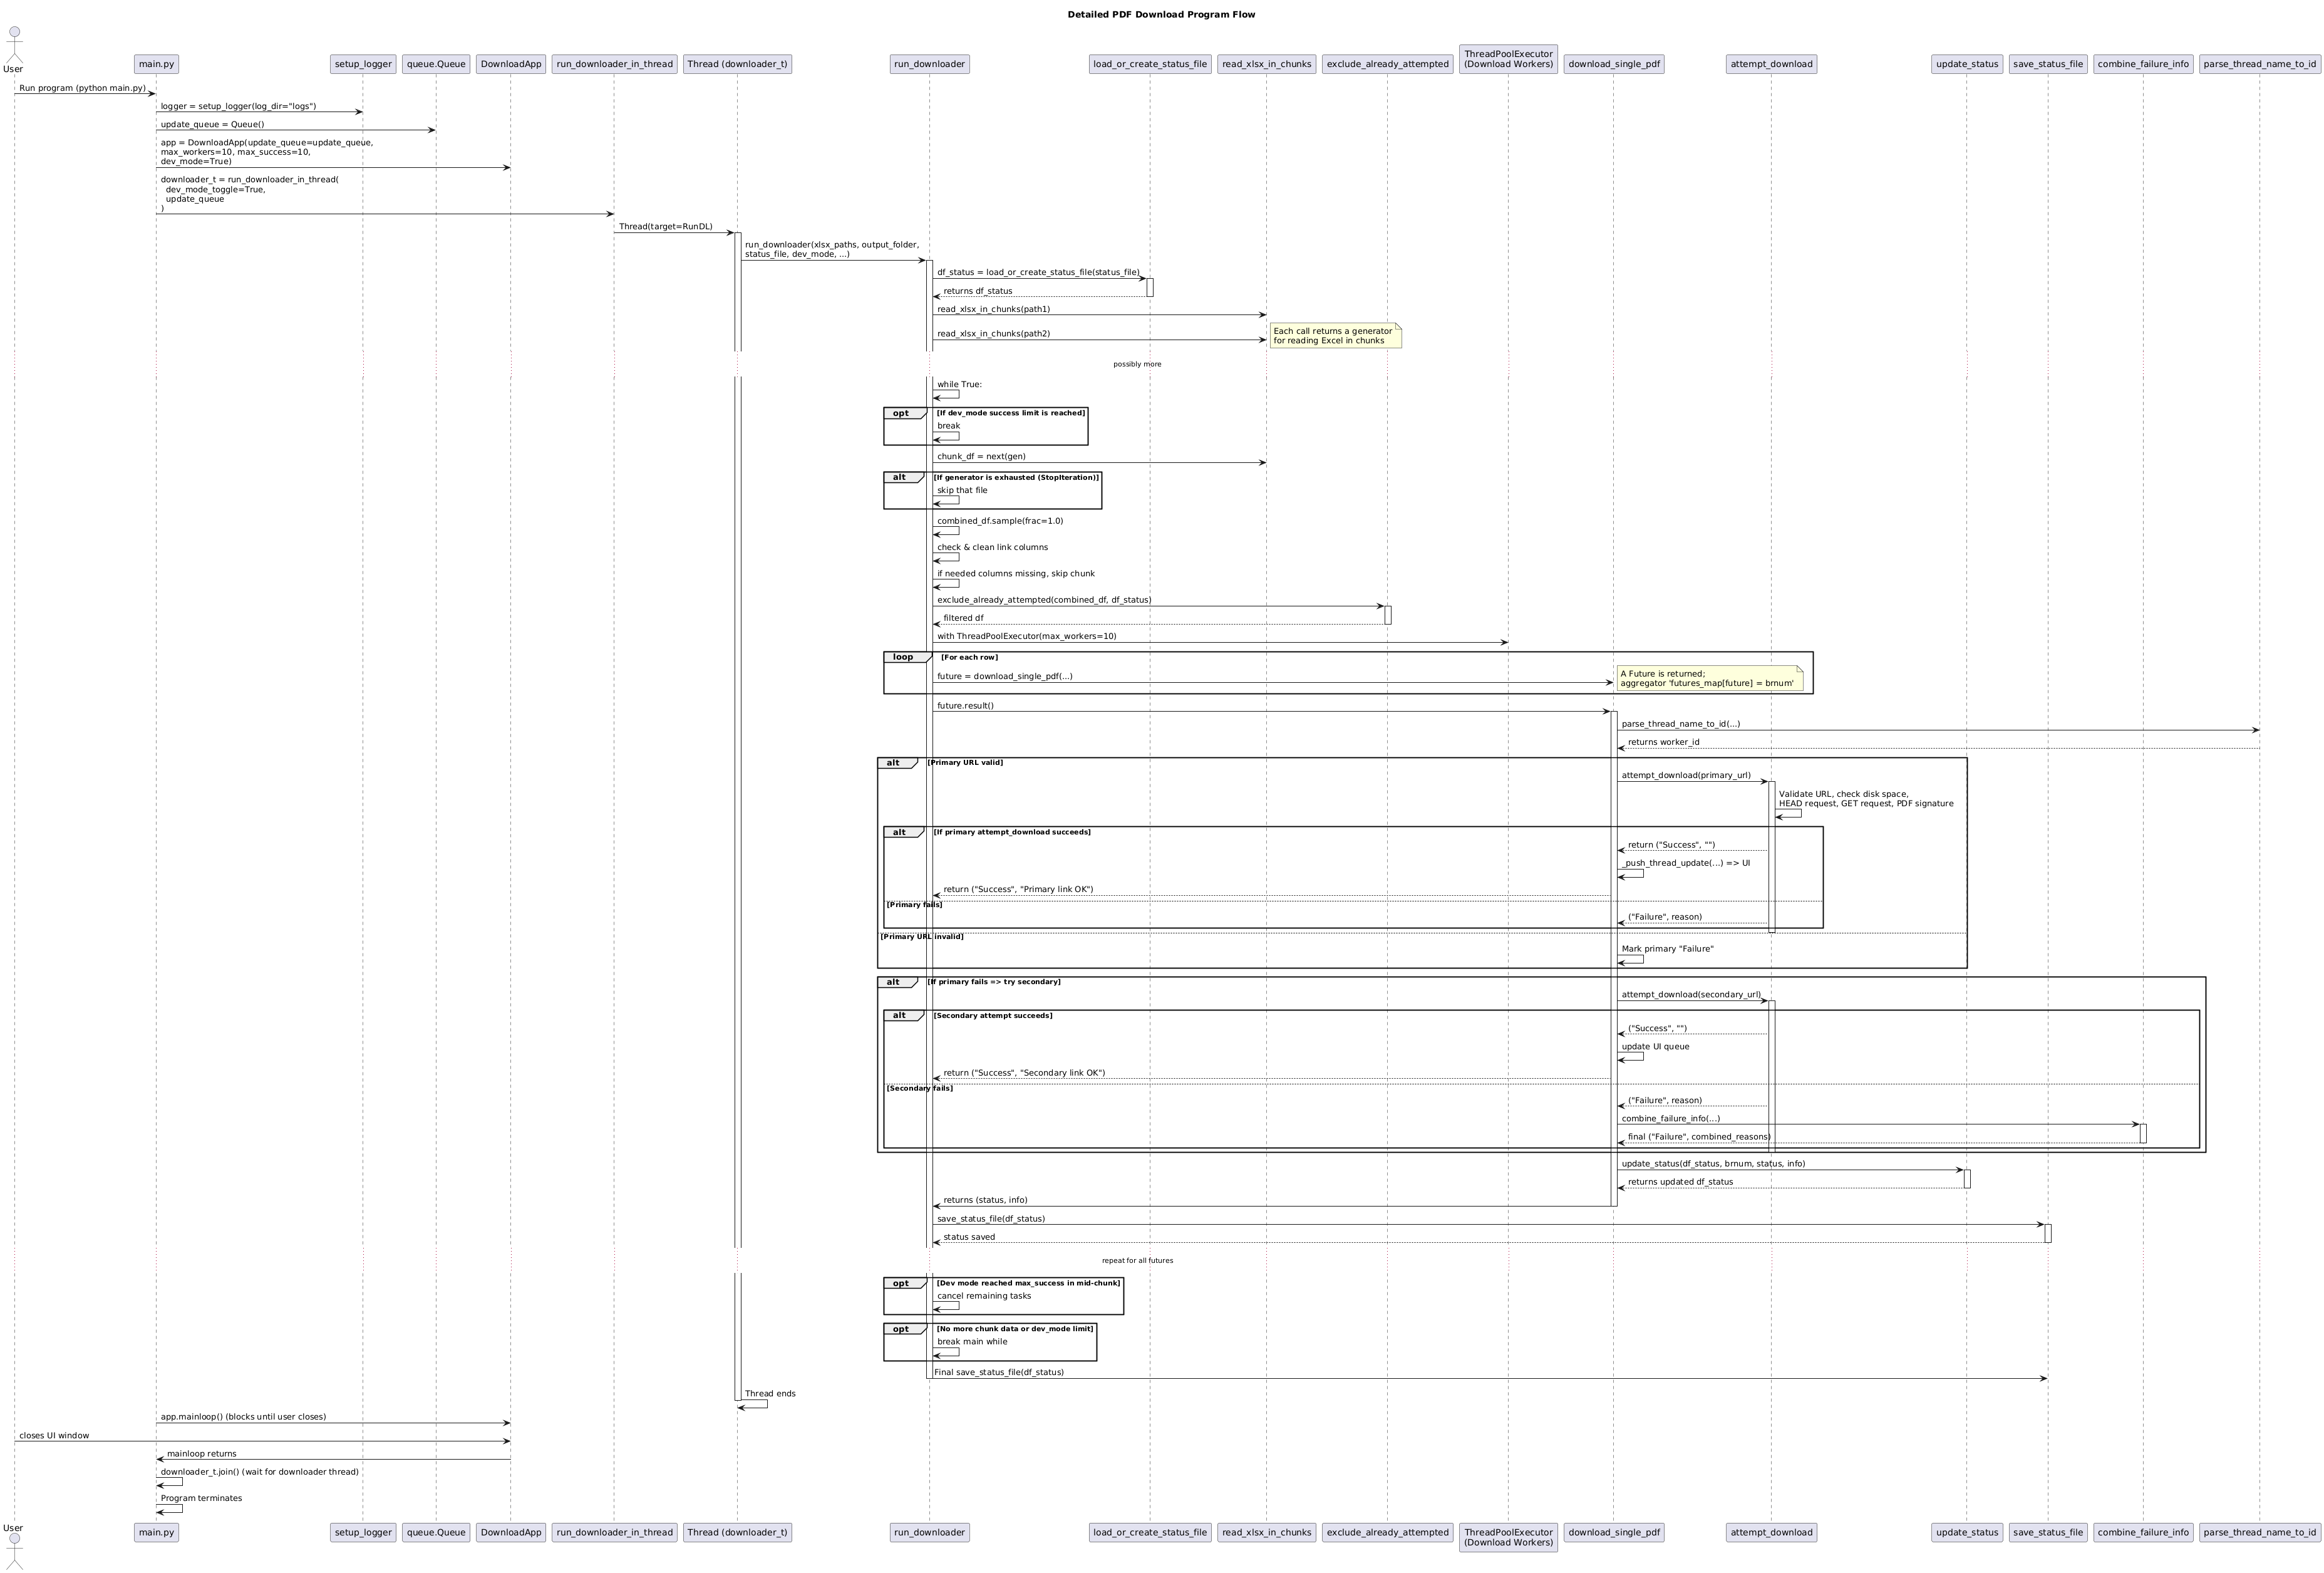 Detailed PDF Download Program Flow
User
main.py
setup_logger
queue.Queue
DownloadApp
run_downloader_in_thread
Thread (downloader_t)
run_downloader
load_or_create_status_file
read_xlsx_in_chunks
exclude_already_attempted
ThreadPoolExecutor
(Download Workers)
download_single_pdf
attempt_download
update_status
save_status_file
combine_failure_info
parse_thread_name_to_id
Run program (python main.py)
logger = setup_logger(log_dir="logs")
update_queue = Queue()
app = DownloadApp(update_queue=update_queue,
max_workers=10, max_success=10,
dev_mode=True)
downloader_t = run_downloader_in_thread(
dev_mode_toggle=True,
update_queue
)
Thread(target=RunDL)
run_downloader(xlsx_paths, output_folder,
status_file, dev_mode, ...)
df_status = load_or_create_status_file(status_file)
returns df_status
read_xlsx_in_chunks(path1)
read_xlsx_in_chunks(path2)
Each call returns a generator
for reading Excel in chunks
possibly more
while True:
opt [If dev_mode success limit is reached]
break
chunk_df = next(gen)
alt [If generator is exhausted (StopIteration)]
skip that file
combined_df.sample(frac=1.0)
check & clean link columns
if needed columns missing, skip chunk
exclude_already_attempted(combined_df, df_status)
filtered df
with ThreadPoolExecutor(max_workers=10)
loop [For each row]
future = download_single_pdf(...)
A Future is returned;
aggregator 'futures_map[future] = brnum'
future.result()
parse_thread_name_to_id(...)
returns worker_id
alt [Primary URL valid]
attempt_download(primary_url)
Validate URL, check disk space,
HEAD request, GET request, PDF signature
alt [If primary attempt_download succeeds]
return ("Success", "")
_push_thread_update(...) => UI
return ("Success", "Primary link OK")
[Primary fails]
("Failure", reason)
[Primary URL invalid]
Mark primary "Failure"
alt [If primary fails => try secondary]
attempt_download(secondary_url)
alt [Secondary attempt succeeds]
("Success", "")
update UI queue
return ("Success", "Secondary link OK")
[Secondary fails]
("Failure", reason)
combine_failure_info(...)
final ("Failure", combined_reasons)
update_status(df_status, brnum, status, info)
returns updated df_status
returns (status, info)
save_status_file(df_status)
status saved
repeat for all futures
opt [Dev mode reached max_success in mid-chunk]
cancel remaining tasks
opt [No more chunk data or dev_mode limit]
break main while
Final save_status_file(df_status)
Thread ends
app.mainloop() (blocks until user closes)
closes UI window
mainloop returns
downloader_t.join() (wait for downloader thread)
Program terminates
User
main.py
setup_logger
queue.Queue
DownloadApp
run_downloader_in_thread
Thread (downloader_t)
run_downloader
load_or_create_status_file
read_xlsx_in_chunks
exclude_already_attempted
ThreadPoolExecutor
(Download Workers)
download_single_pdf
attempt_download
update_status
save_status_file
combine_failure_info
parse_thread_name_to_id